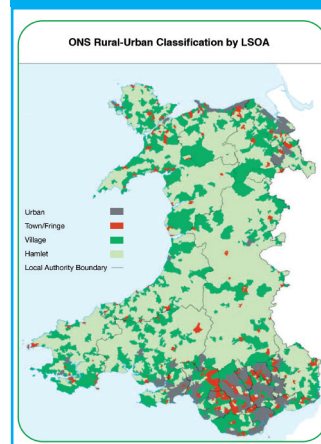 ONS Rural-Urban Classification by LSOA
Urban
Town/Fringe
Village
Hamlet
Local Authority Boundary